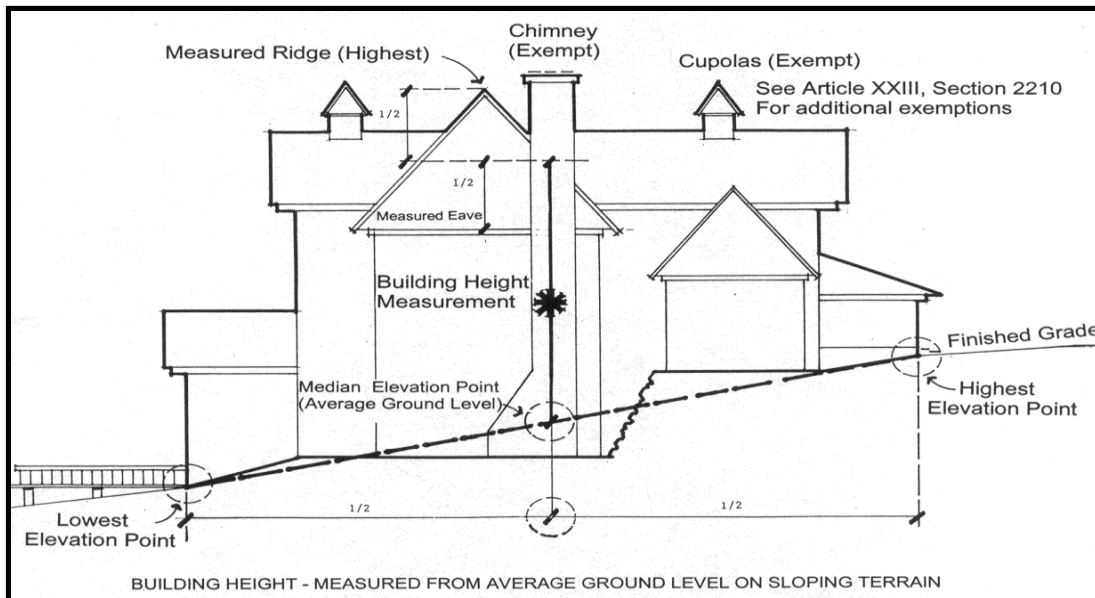 Chimney
(Exempt)
Measured Ridge (Highest)
Cupolas (Exempt)
See Article XXIII, Section 2210
For additional exemptions
1/2
1/2
Measured Eave
Building Height
Measurement
Finished Grade
Median Elevation Point
(Average Ground Level)
Highest
Elevation Point
Lowest
Elevation Point
1/2
1/2
BUILDING HEIGHT - MEASURED FROM AVERAGE GROUND LEVEL ON SLOPING TERRAIN